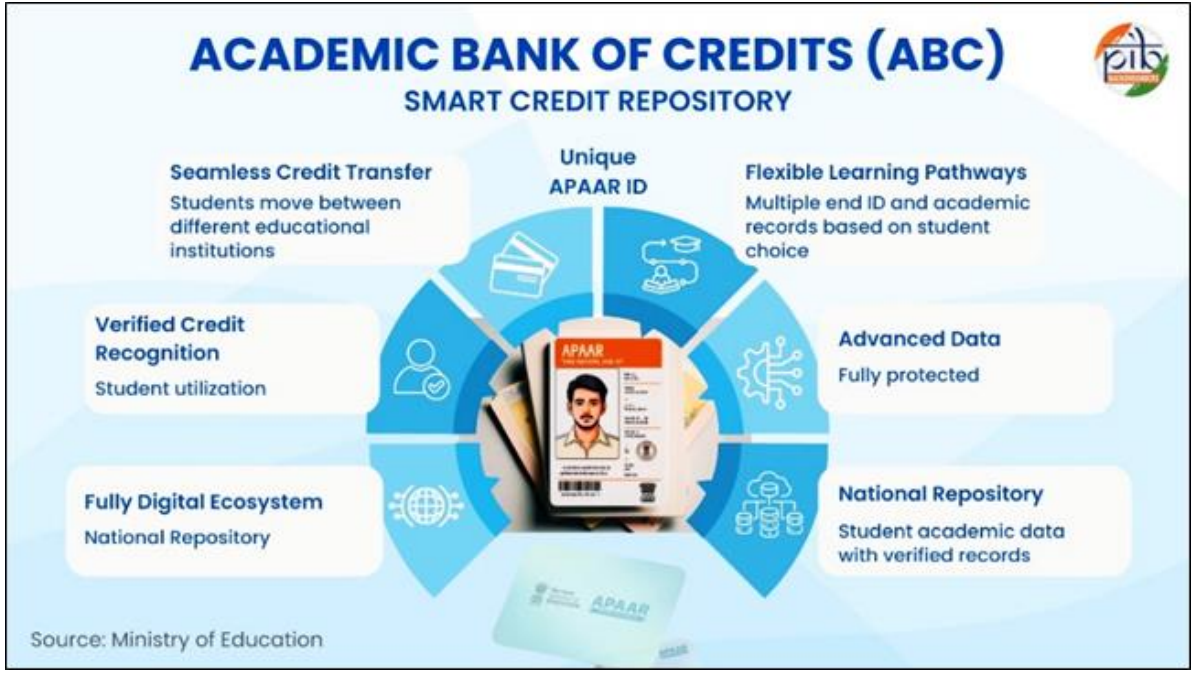 ACADEMIC BANK OF CREDITS (ABC)
SMART CREDIT REPOSITORY
pib
Unique
APAAR ID
Seamless Credit Transfer
Students move between
different educational
institutions
Flexible Learning Pathways
Multiple end ID and academic
records based on student
choice
Verified Credit
Recognition
Student utilization
Advanced Data
Fully protected
Fully Digital Ecosystem
National Repository
National Repository
Student academic data
with verified records
APAAR
APAAR
APAAR
Source: Ministry of Education